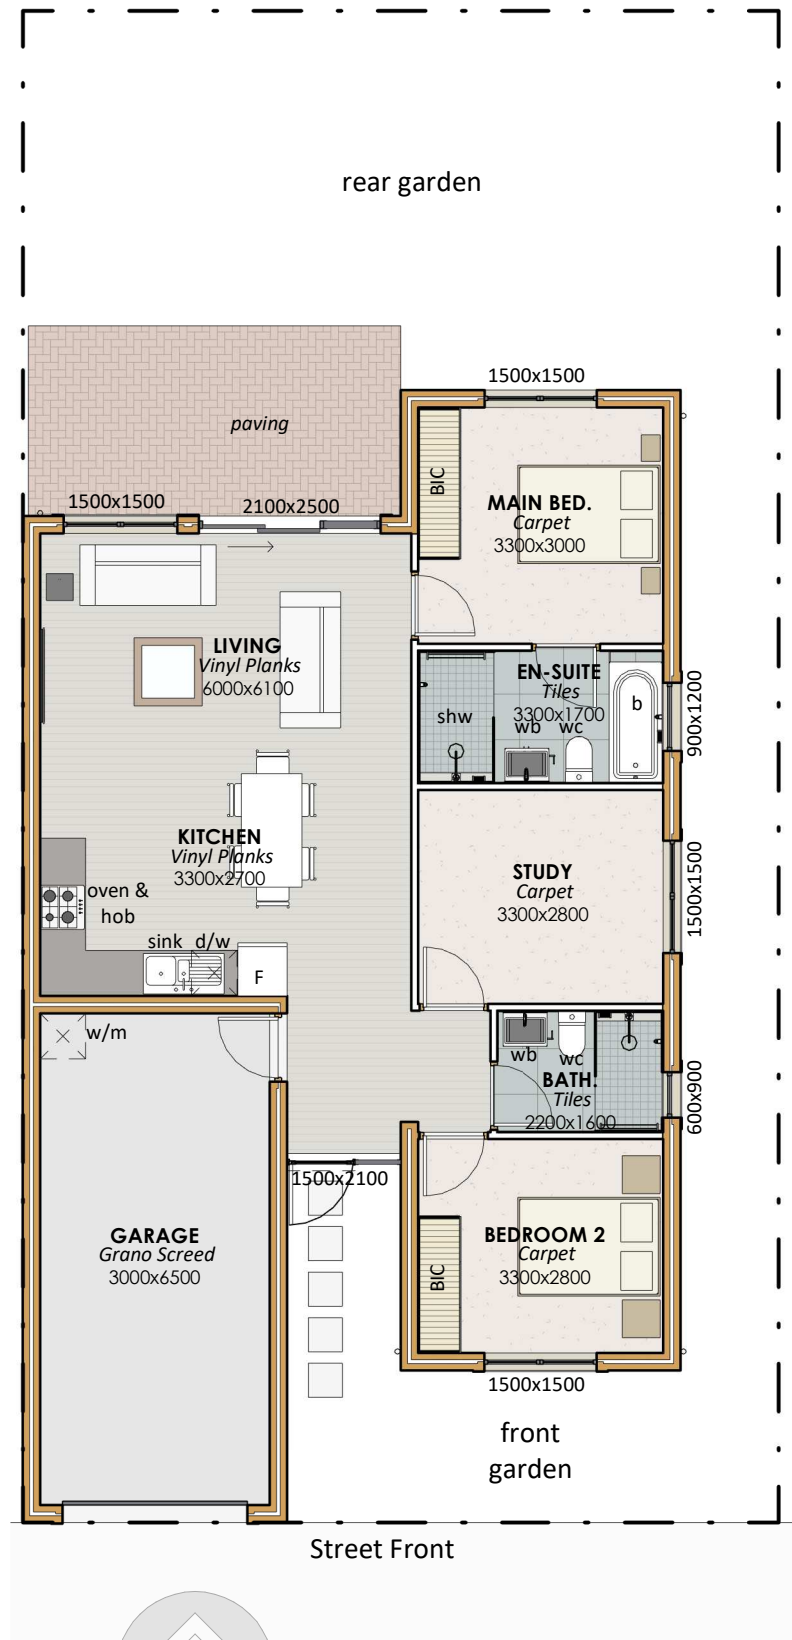 rear garden
1500x1500
paving
BIC
MAIN BED.
Carpet
3300x3000
1500x1500
2100x2500
LIVING
Vinyl Planks
6000x6100
EN-SUITE
Tiles
3300x1700
shw
wb
wc
b
900x1200
KITCHEN
Vinyl Planks
3300x2700
oven &
hob
sink
d/w
F
STUDY
Carpet
3300x2800
1500x1500
w/m
wb
wc
BATH.
Tiles
2200x1600
600x900
1500x2100
GARAGE
Grano Screed
3000x6500
BEDROOM 2
Carpet
3300x2800
BIC
1500x1500
front
garden
Street Front